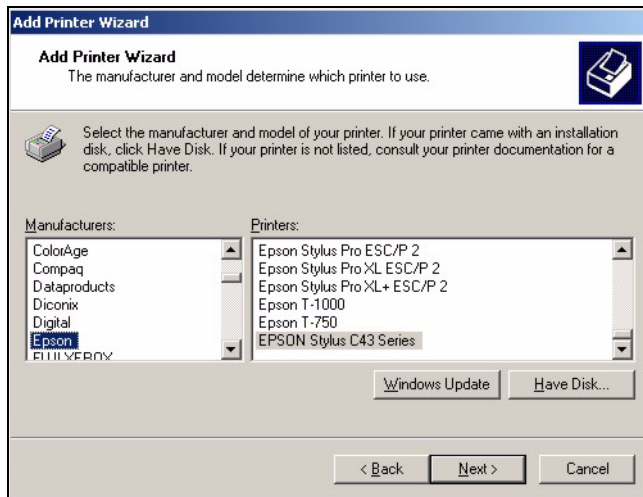 Add Printer Wizard
Add Printer Wizard
The manufacturer and model determine which printer to use.
Select the manufacturer and model of your printer. If your printer came with an installation
disk, click Have Disk. If your printer is not listed, consult your printer documentation for a
compatible printer.
Manufacturers:
ColorAge
Compaq
Dataproducts
Diconix
Digital
Epson
FUJI XEROX
Printers:
Epson Stylus Pro ESC/P 2
Epson Stylus Pro XL ESC/P 2
Epson Stylus Pro XL+ ESC/P 2
Epson T-1000
Epson T-750
EPSON Stylus C43 Series
Windows Update
Have Disk...
< Back
Next >
Cancel